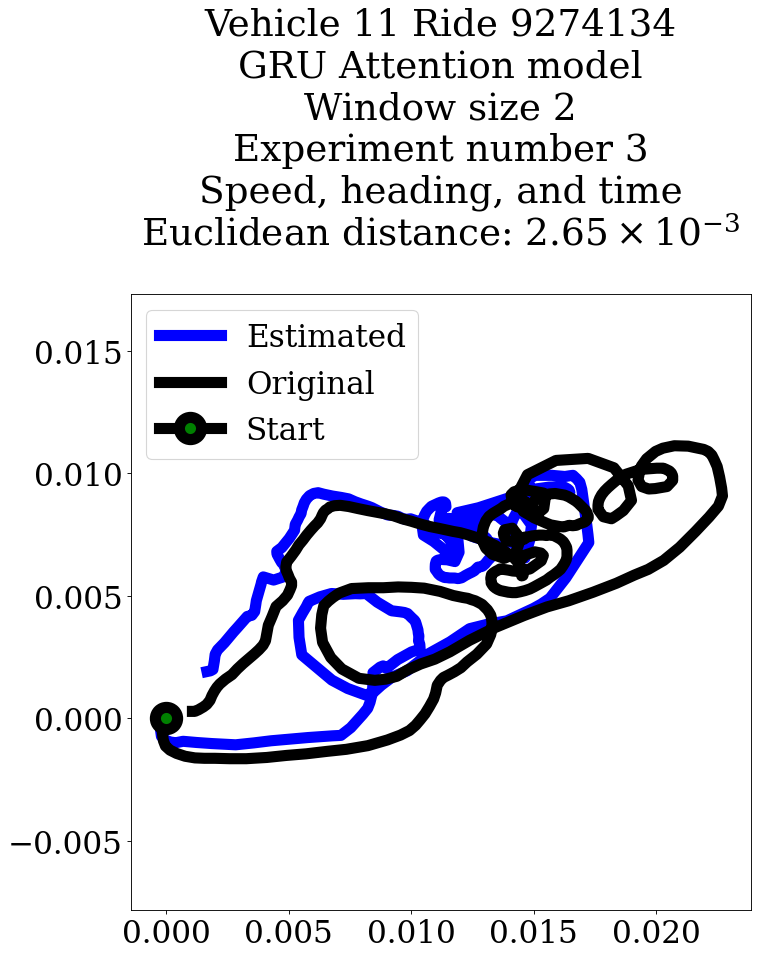 Vehicle 11 Ride 9274134
GRU Attention model
Window size 2
Experiment number 3
Speed, heading, and time
Euclidean distance: 2.65 × 10⁻³
Estimated
Original
Start
0.015
0.010
0.005
0.000
−0.005
0.000 0.005 0.010 0.015 0.020